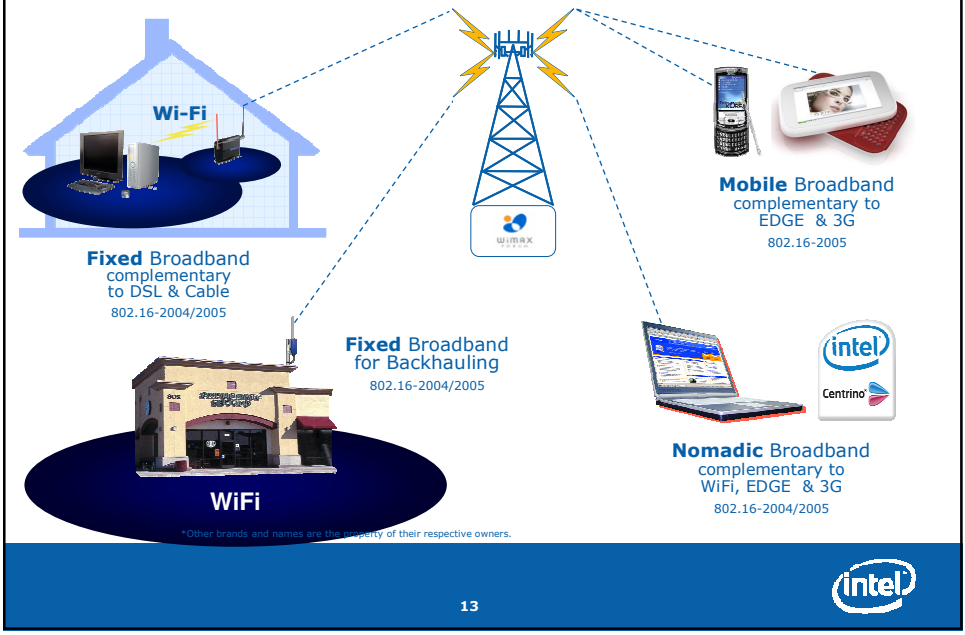 Wi-Fi
WiMAX
FORUM
Mobile Broadband
complementary to
EDGE & 3G
802.16-2005
Fixed Broadband
complementary
to DSL & Cable
802.16-2004/2005
Fixed Broadband
for Backhauling
802.16-2004/2005
intel
Centrino
Nomadic Broadband
complementary to
WiFi, EDGE & 3G
802.16-2004/2005
WiFi
*Other brands and names are the property of their respective owners.
13
intel